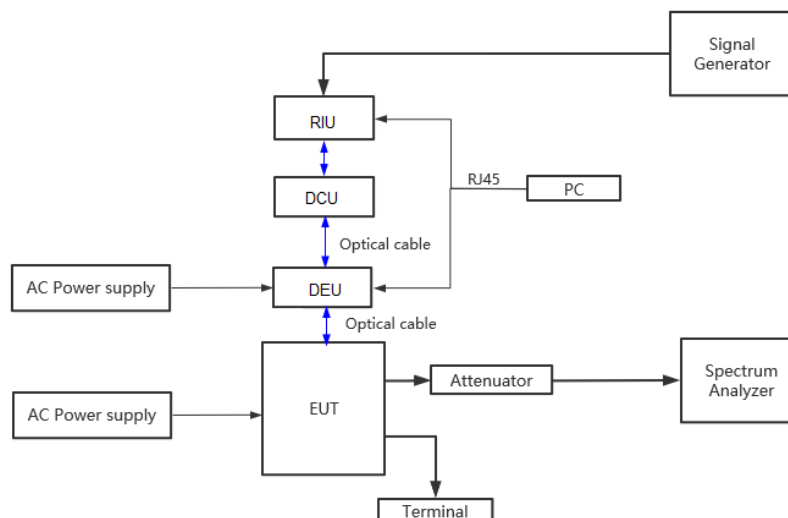 Signal
Generator
RIU
RJ45
PC
DCU
Optical cable
AC Power supply
DEU
Optical cable
Attenuator
Spectrum
Analyzer
AC Power supply
EUT
Terminal